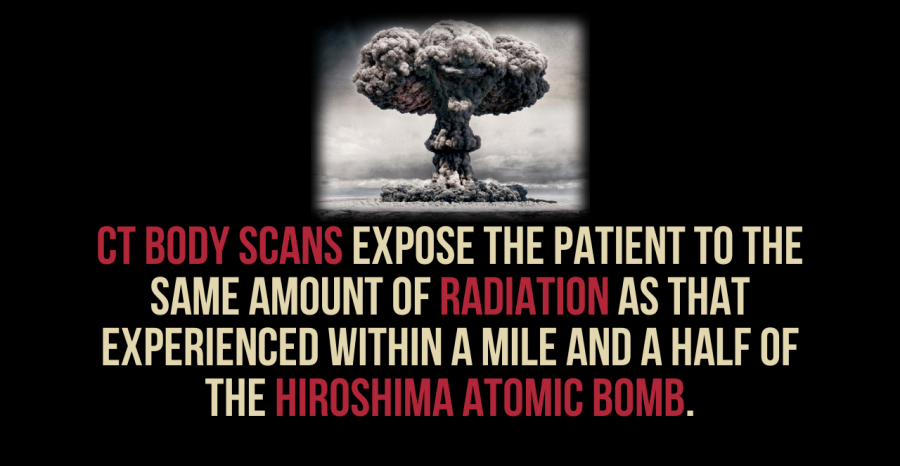 CT BODY SCANS EXPOSE THE PATIENT TO THE
SAME AMOUNT OF RADIATION AS THAT
EXPERIENCED WITHIN A MILE AND A HALF OF
THE HIROSHIMA ATOMIC BOMB.